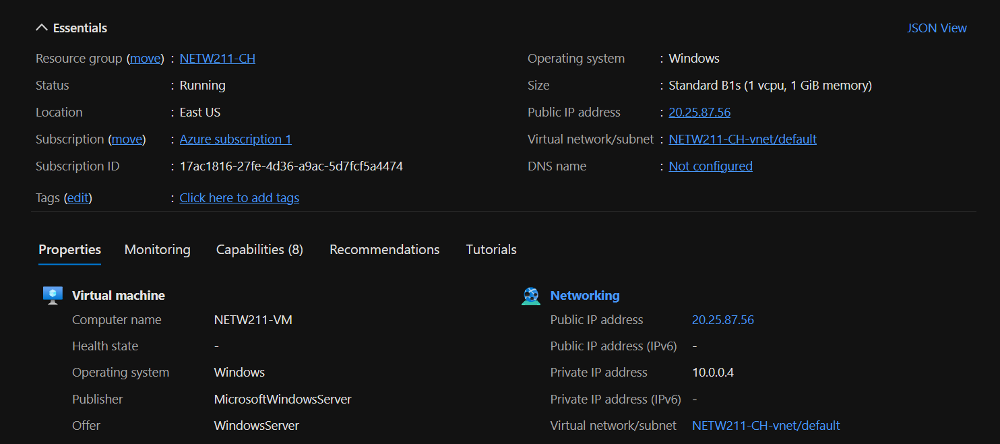 Essentials JSON View
Resource group (move) : NETW211-CH Operating system : Windows
Status : Running Size : Standard B1s (1 vcpu, 1 GiB memory)
Location : East US Public IP address : 20.25.87.56
Subscription (move) : Azure subscription 1 Virtual network/subnet : NETW211-CH-vnet/default
Subscription ID : 17ac1816-27fe-4d36-a9ac-5d7fcf5a4474 DNS name : Not configured
Tags (edit) : Click here to add tags
Properties Monitoring Capabilities (8) Recommendations Tutorials
Virtual machine Networking
Computer name NETW211-VM Public IP address 20.25.87.56
Health state - Public IP address (IPv6) -
Operating system Windows Private IP address 10.0.0.4
Publisher MicrosoftWindowsServer Private IP address (IPv6) -
Offer WindowsServer Virtual network/subnet NETW211-CH-vnet/default